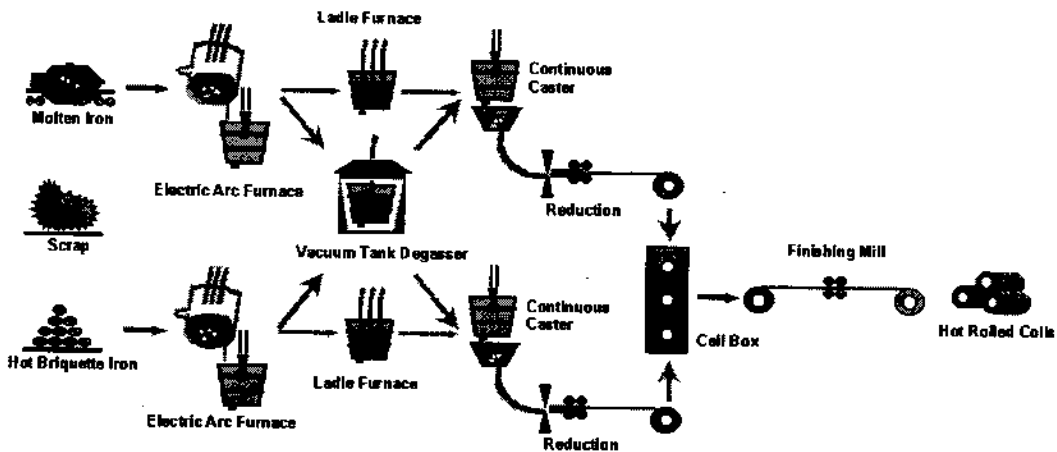 Ladle Furnace
Continuous
Caster
Molten Iron
Electric Arc Furnace
Reduction
Scrap
Vacuum Tank Degasser
Finishing Mill
Continuous
Caster
Coil Box
Hot Rolled Coils
Hot Briquette Iron
Ladle Furnace
Electric Arc Furnace
Reduction